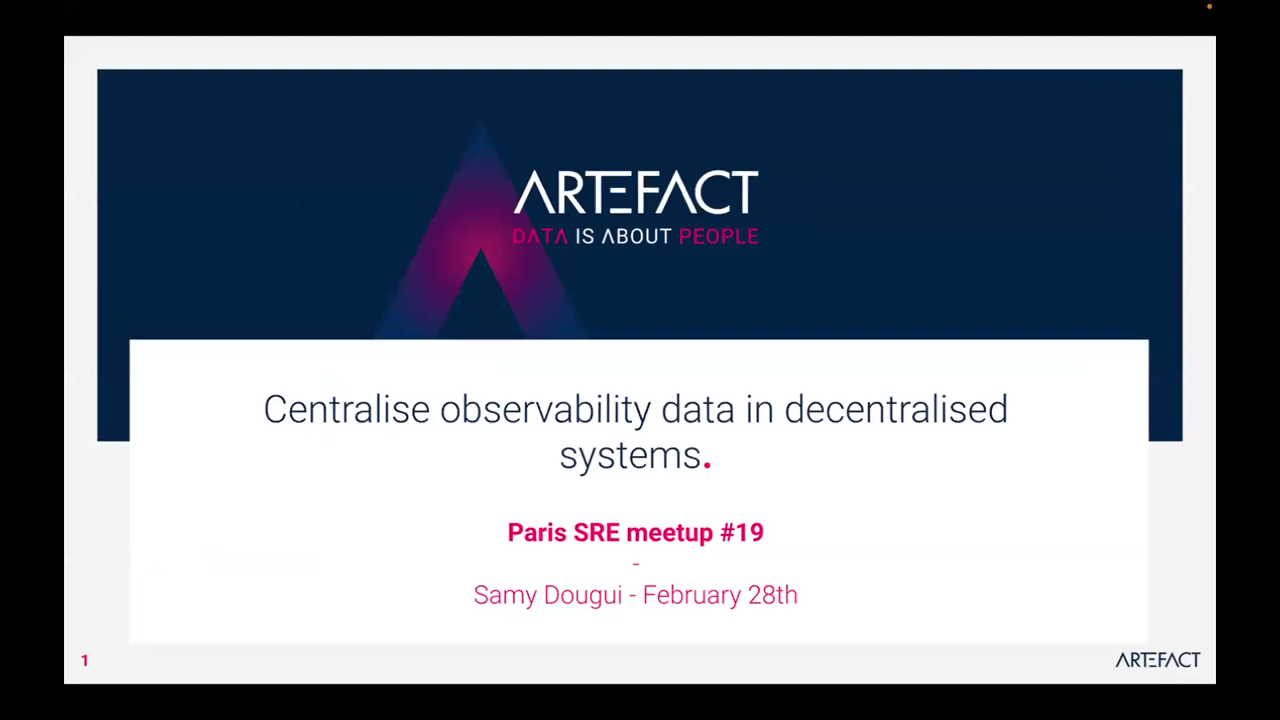 ARTEFACT
DATA IS ABOUT PEOPLE
Centralise observability data in decentralised
systems.
Paris SRE meetup #19
-
Samy Dougui - February 28th
1
ARTEFACT